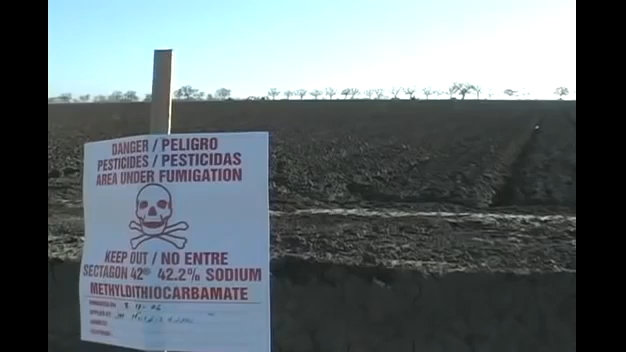 DANGER / PELIGRO
PESTICIDES / PESTICIDAS
AREA UNDER FUMIGATION
KEEP OUT / NO ENTRE
SECTAGON 42® 42.2% SODIUM
METHYLDITHIOCARBAMATE